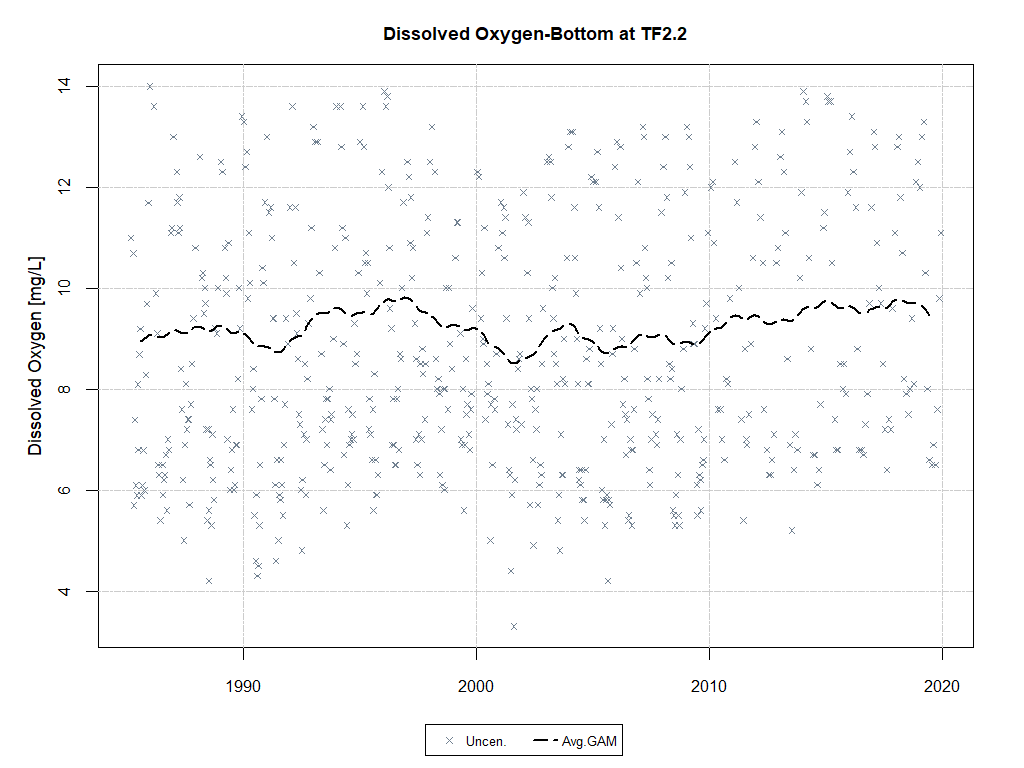 Dissolved Oxygen-Bottom at TF2.2
Dissolved Oxygen [mg/L]
14
12
10
8
6
4
1990 2000 2010 2020
Uncen. Avg.GAM